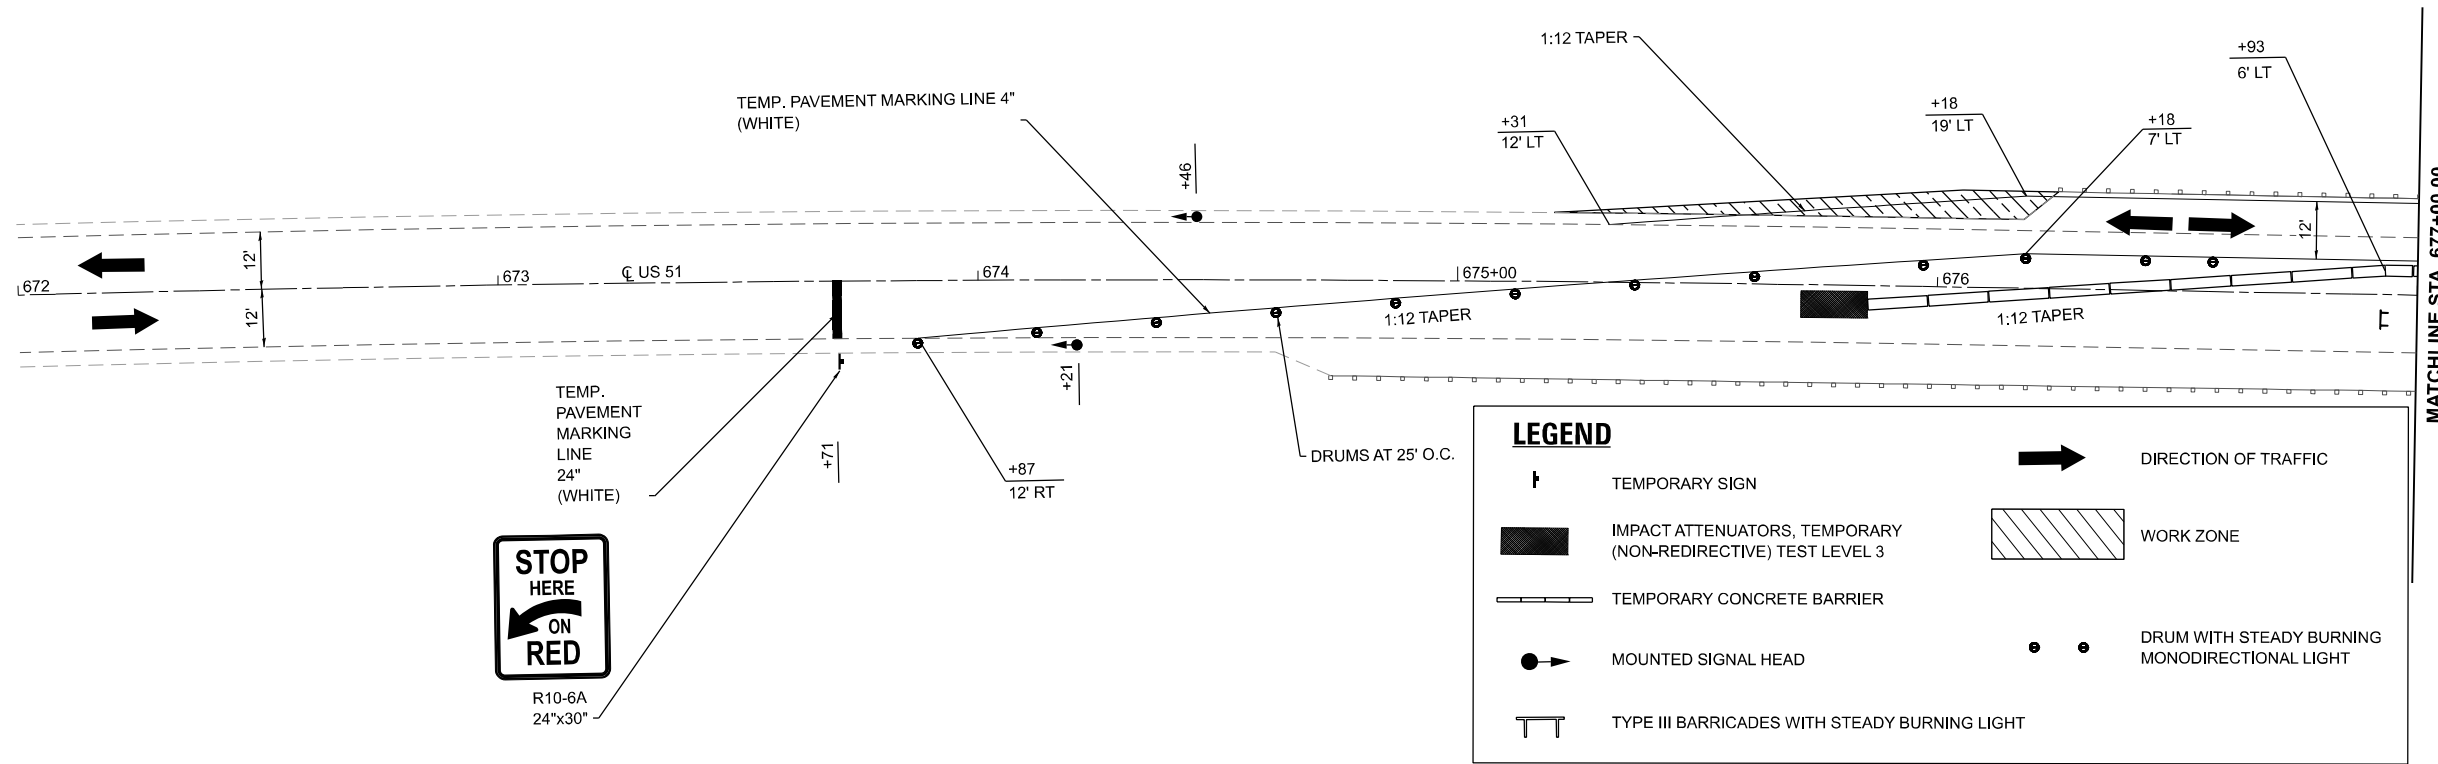 1:12 TAPER
+93
6' LT
TEMP. PAVEMENT MARKING LINE 4"
(WHITE)
+31
12' LT
+18
19' LT
+18
7' LT
+46
12'
12'
12'
672
673
℄ US 51
674
675+00
676
1:12 TAPER
1:12 TAPER
MATCHLINE STA. 677+00.00
TEMP.
PAVEMENT
MARKING
LINE
24"
(WHITE)
+71
+21
+87
12' RT
DRUMS AT 25' O.C.
STOP
HERE
ON
RED
R10-6A
24"x30"
LEGEND
TEMPORARY SIGN
IMPACT ATTENUATORS, TEMPORARY
(NON-REDIRECTIVE) TEST LEVEL 3
TEMPORARY CONCRETE BARRIER
MOUNTED SIGNAL HEAD
TYPE III BARRICADES WITH STEADY BURNING LIGHT
DIRECTION OF TRAFFIC
WORK ZONE
DRUM WITH STEADY BURNING
MONODIRECTIONAL LIGHT